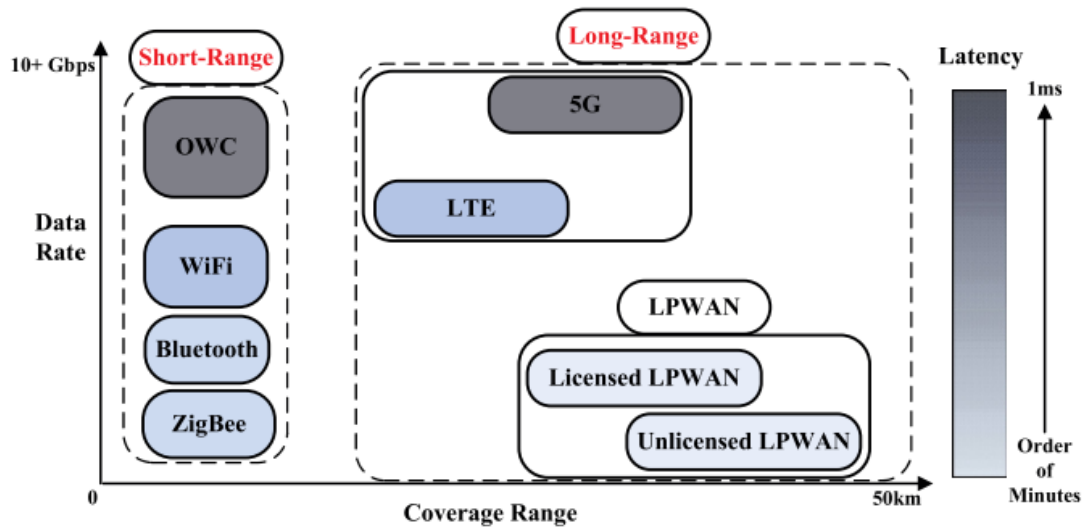 Short-Range
Long-Range
10+ Gbps
Latency
1ms
OWC
5G
LTE
Data
Rate
WiFi
LPWAN
Bluetooth
Licensed LPWAN
ZigBee
Unlicensed LPWAN
Order
of
Minutes
0
50km
Coverage Range